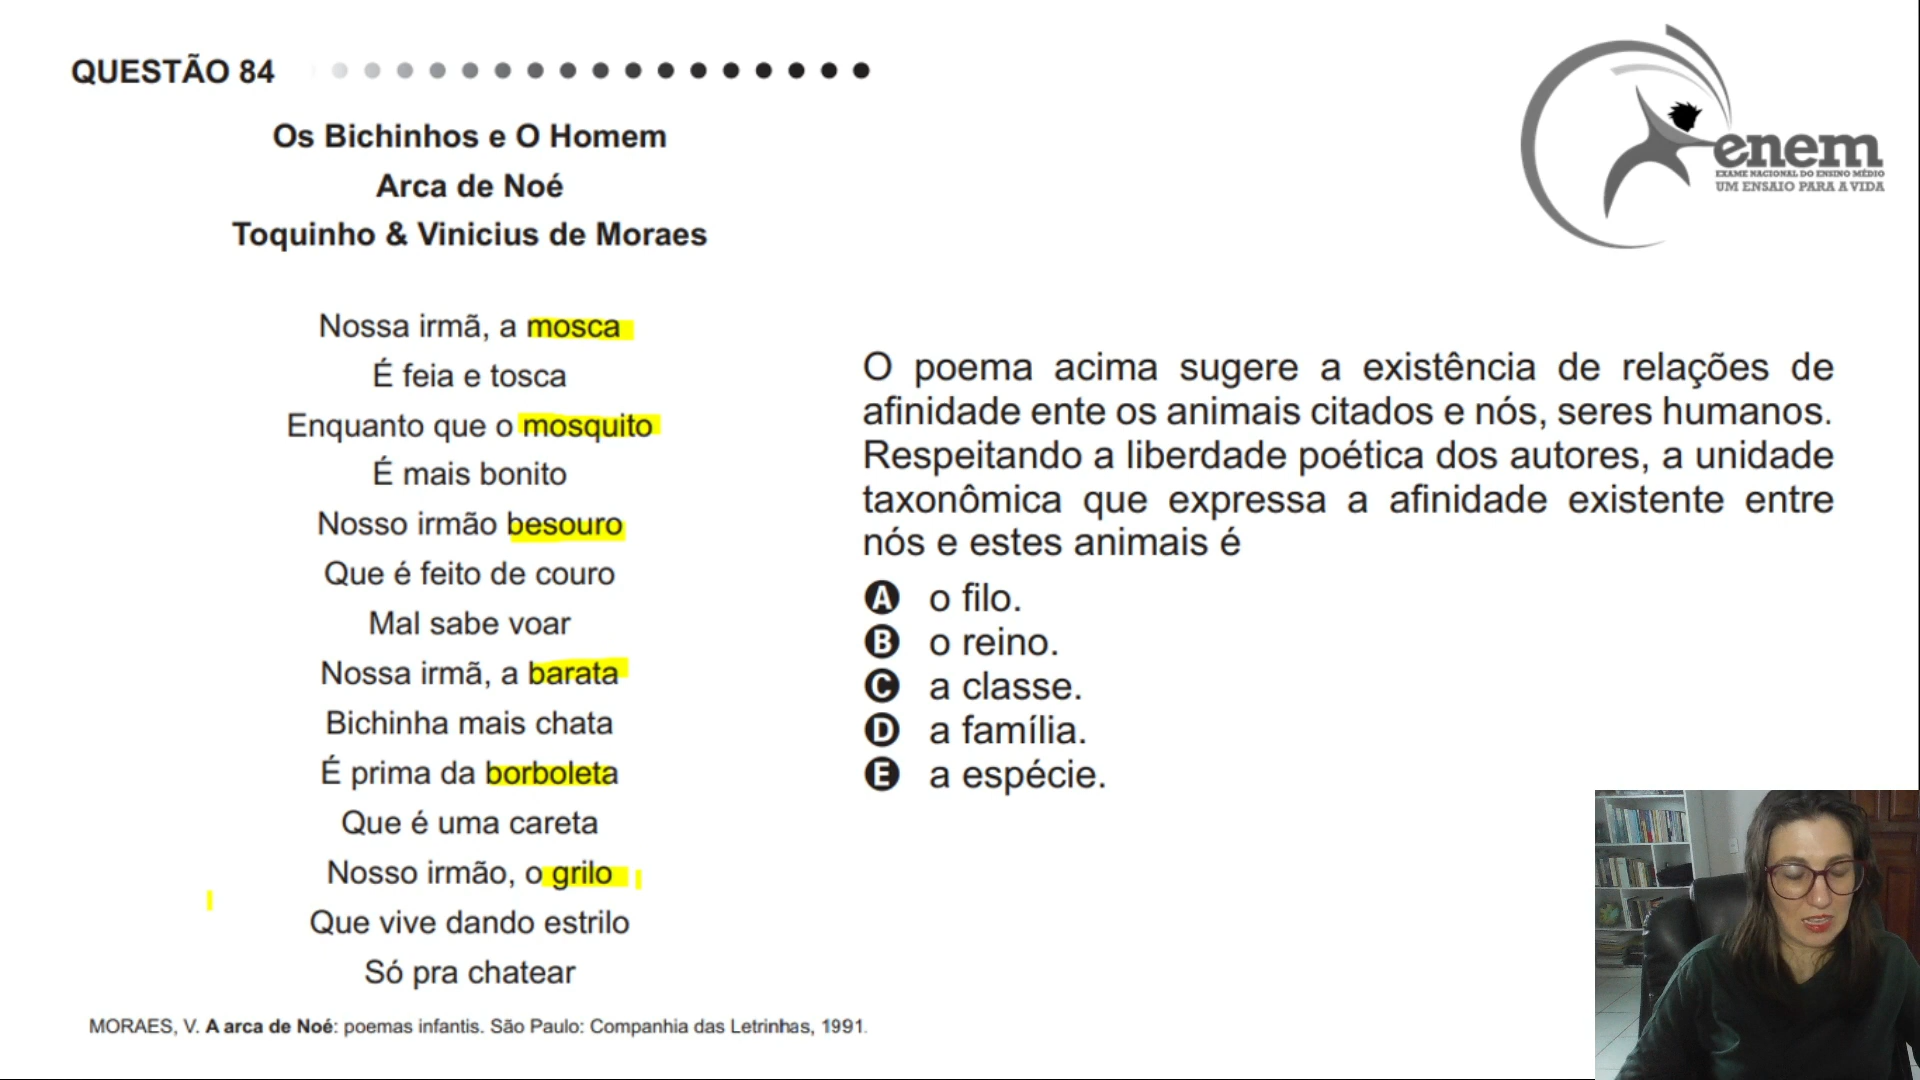 QUESTÃO 84
Os Bichinhos e O Homem
Arca de Noé
Toquinho & Vinicius de Moraes
Nossa irmã, a mosca
É feia e tosca
Enquanto que o mosquito
É mais bonito
Nosso irmão besouro
Que é feito de couro
Mal sabe voar
Nossa irmã, a barata
Bichinha mais chata
É prima da borboleta
Que é uma careta
Nosso irmão, o grilo
Que vive dando estrilo
Só pra chatear
MORAES, V. A arca de Noé: poemas infantis. São Paulo: Companhia das Letrinhas, 1991.
enem
EXAME NACIONAL DO ENSINO MÉDIO
UM ENSAIO PARA A VIDA
O poema acima sugere a existência de relações de
afinidade ente os animais citados e nós, seres humanos.
Respeitando a liberdade poética dos autores, a unidade
taxonômica que expressa a afinidade existente entre
nós e estes animais é
A o filo.
B o reino.
C a classe.
D a família.
E a espécie.